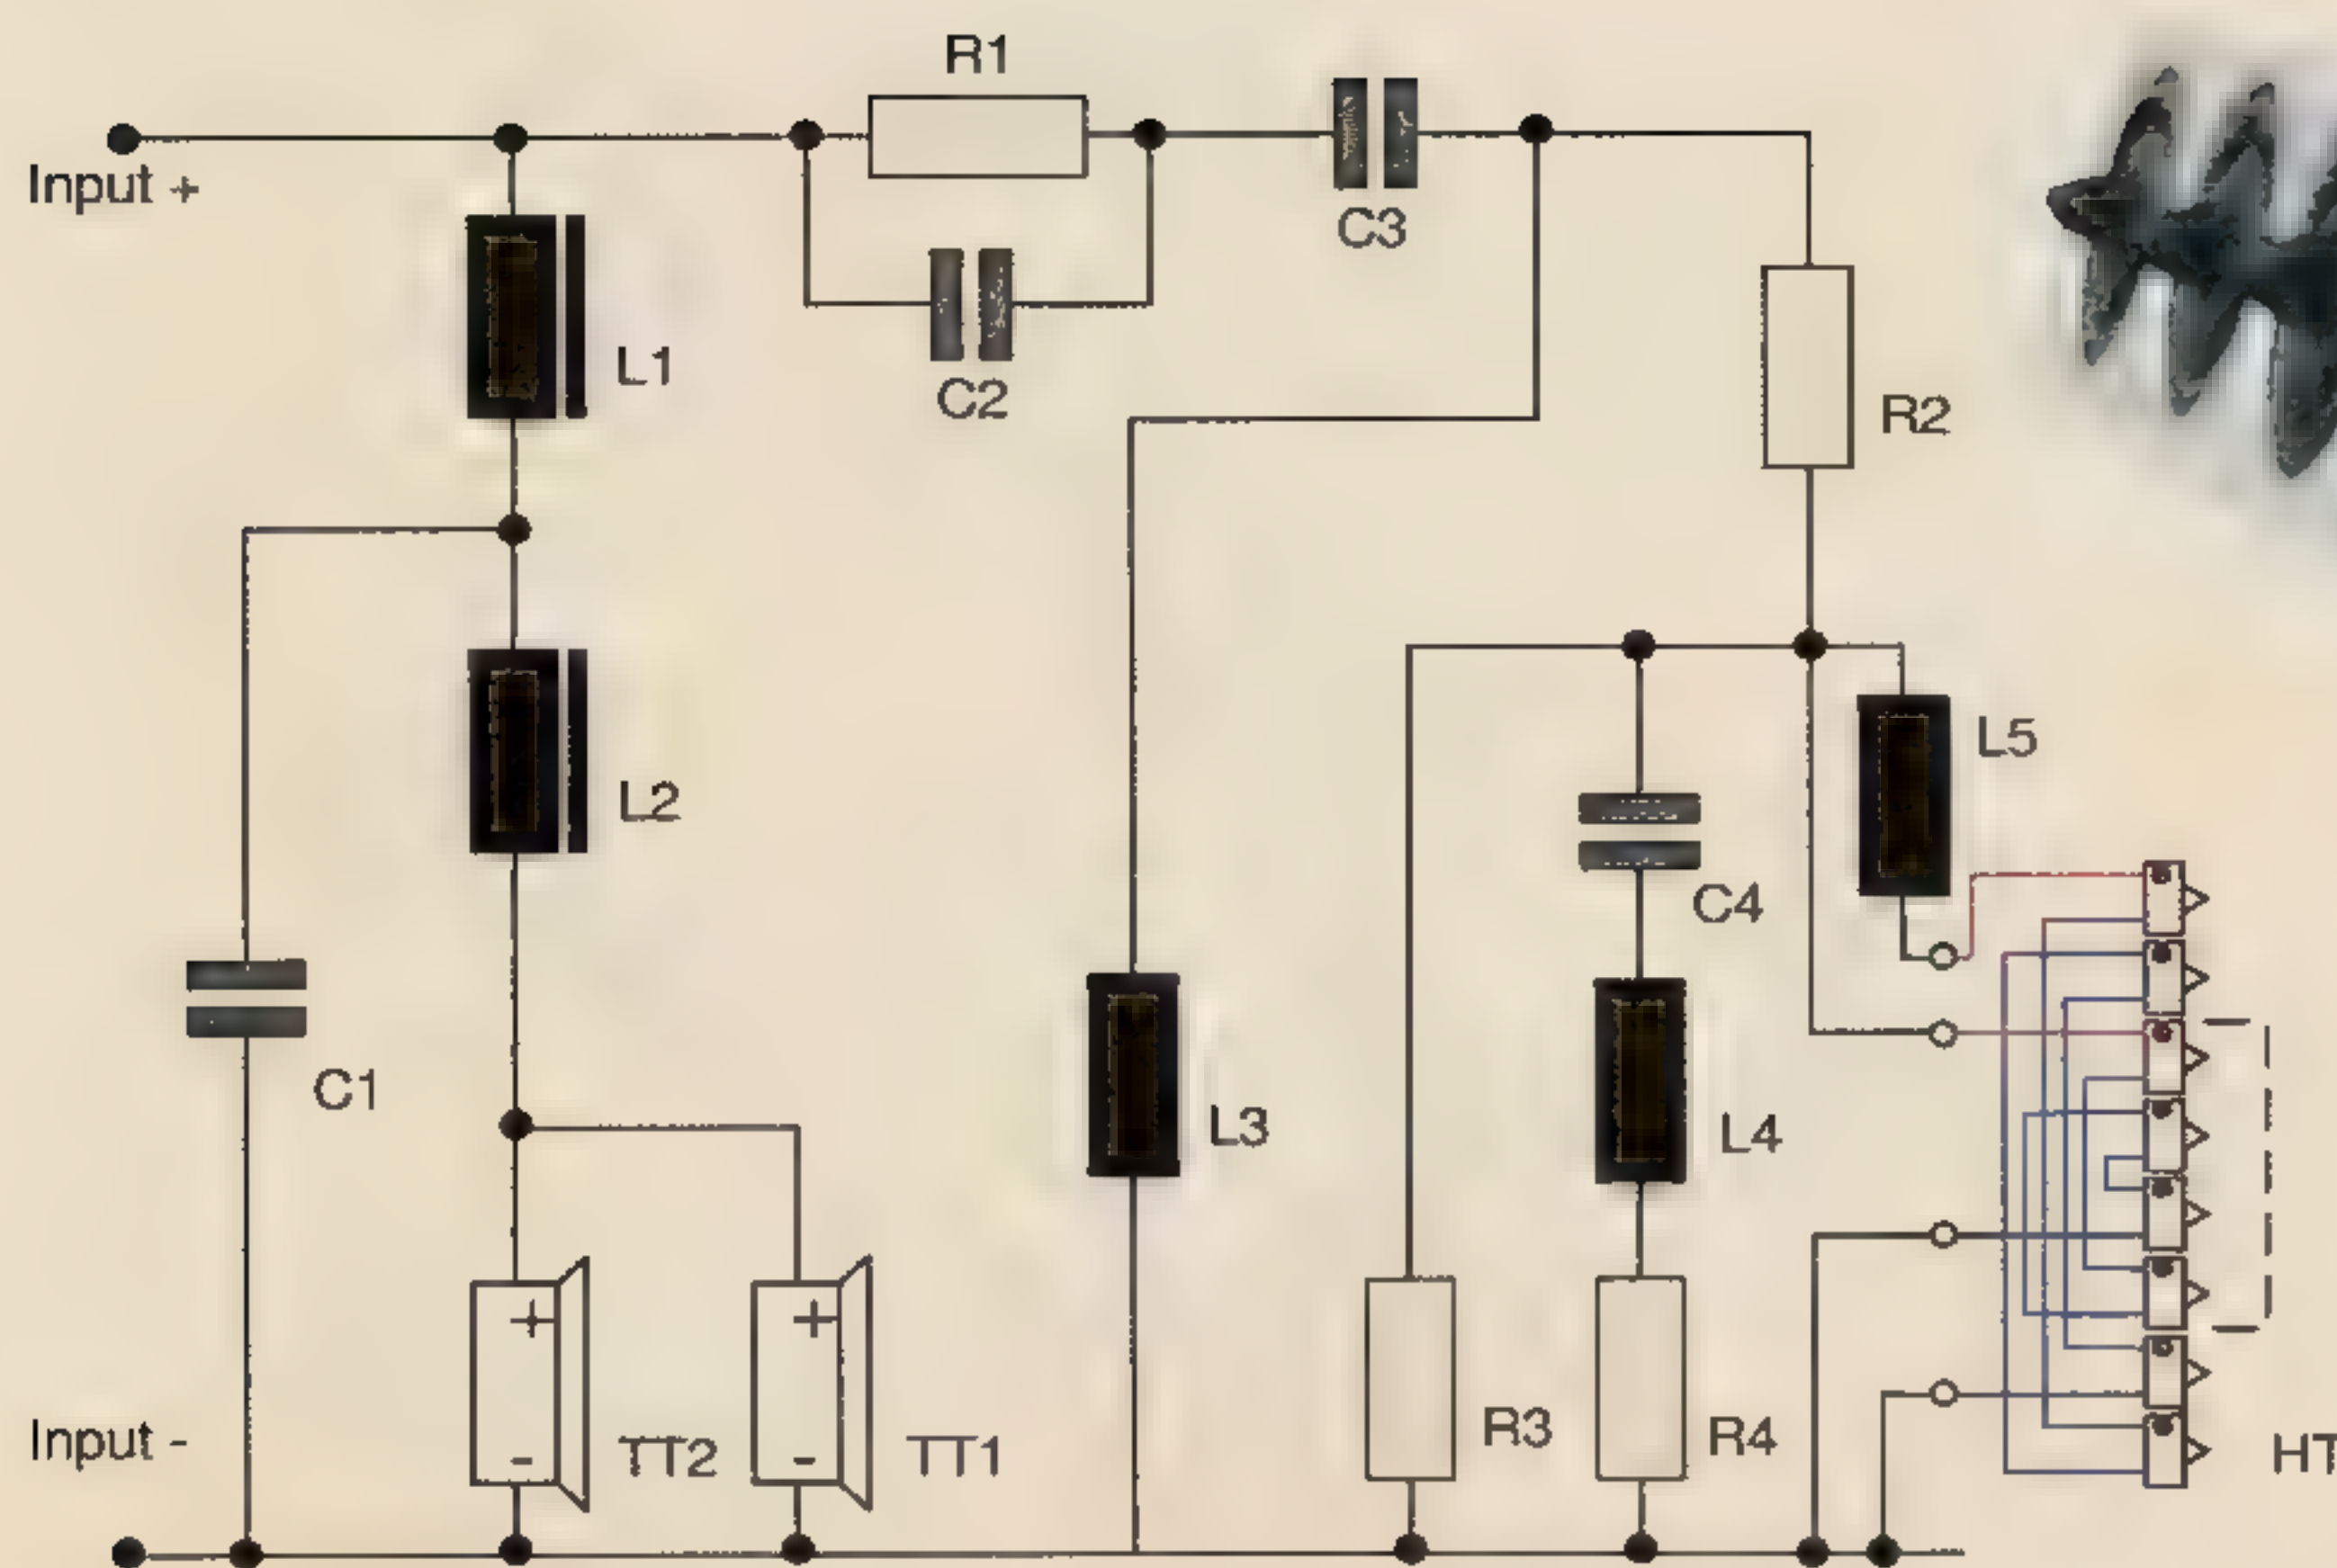 R1
Input +
C3
L1
C2
R2
L5
L2
C4
C1
L3
L4
+
+
R3
R4
Input -
TT2
TT1
-
-
HT